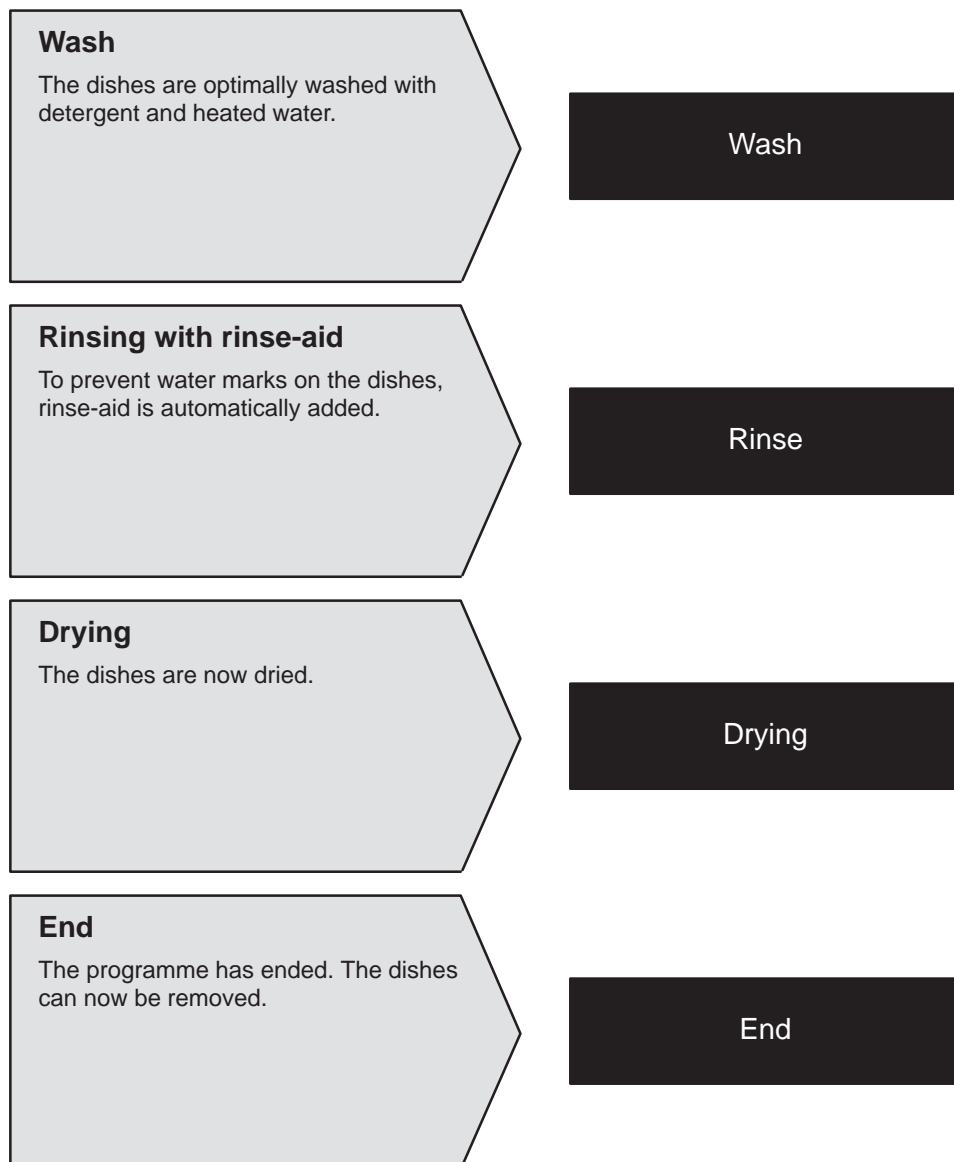 Wash
The dishes are optimally washed with
detergent and heated water.
Wash
Rinsing with rinse-aid
To prevent water marks on the dishes,
rinse-aid is automatically added.
Rinse
Drying
The dishes are now dried.
Drying
End
The programme has ended. The dishes
can now be removed.
End